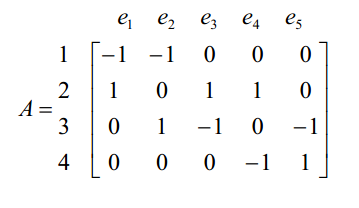 e₁ e₂ e₃ e₄ e₅
1 −1 −1 0 0 0
2 1 0 1 1 0
A =
3 0 1 −1 0 −1
4 0 0 0 −1 1